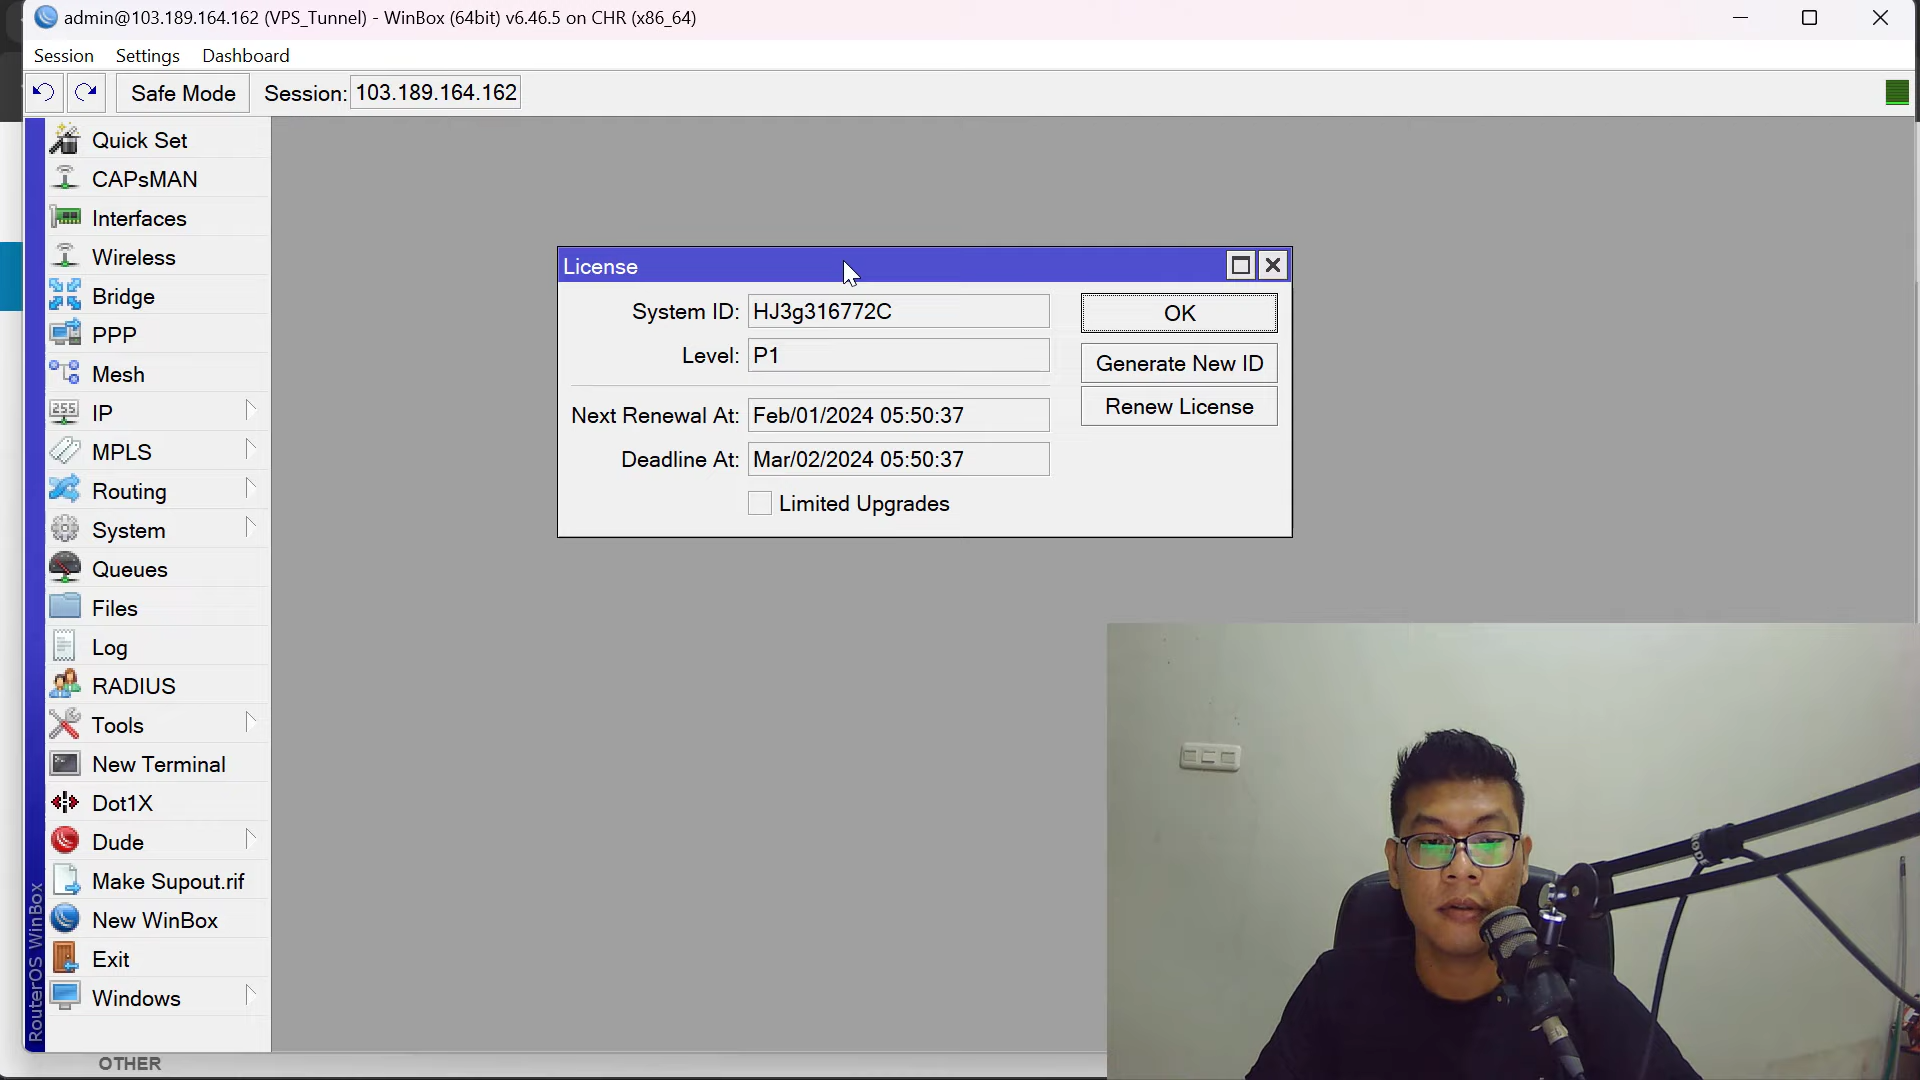 admin@103.189.164.162 (VPS_Tunnel) - WinBox (64bit) v6.46.5 on CHR (x86_64)
Session Settings Dashboard
Safe Mode Session: 103.189.164.162
Quick Set
CAPsMAN
Interfaces
Wireless
Bridge
PPP
Mesh
255 IP
MPLS
Routing
System
Queues
Files
Log
RADIUS
Tools
New Terminal
Dot1X
Dude
Make Supout.rif
New WinBox
Exit
Windows
RouterOS WinBox
License
System ID: HJ3g316772C
OK
Level: P1
Generate New ID
Next Renewal At: Feb/01/2024 05:50:37
Renew License
Deadline At: Mar/02/2024 05:50:37
Limited Upgrades
OTHER